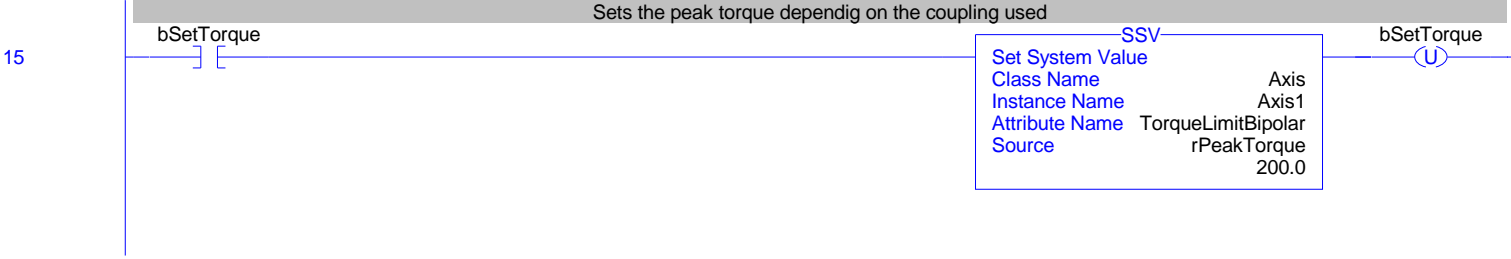 Sets the peak torque dependig on the coupling used
bSetTorque
SSV
bSetTorque
15
Set System Value
U
Class Name Axis
Instance Name Axis1
Attribute Name TorqueLimitBipolar
Source rPeakTorque
200.0